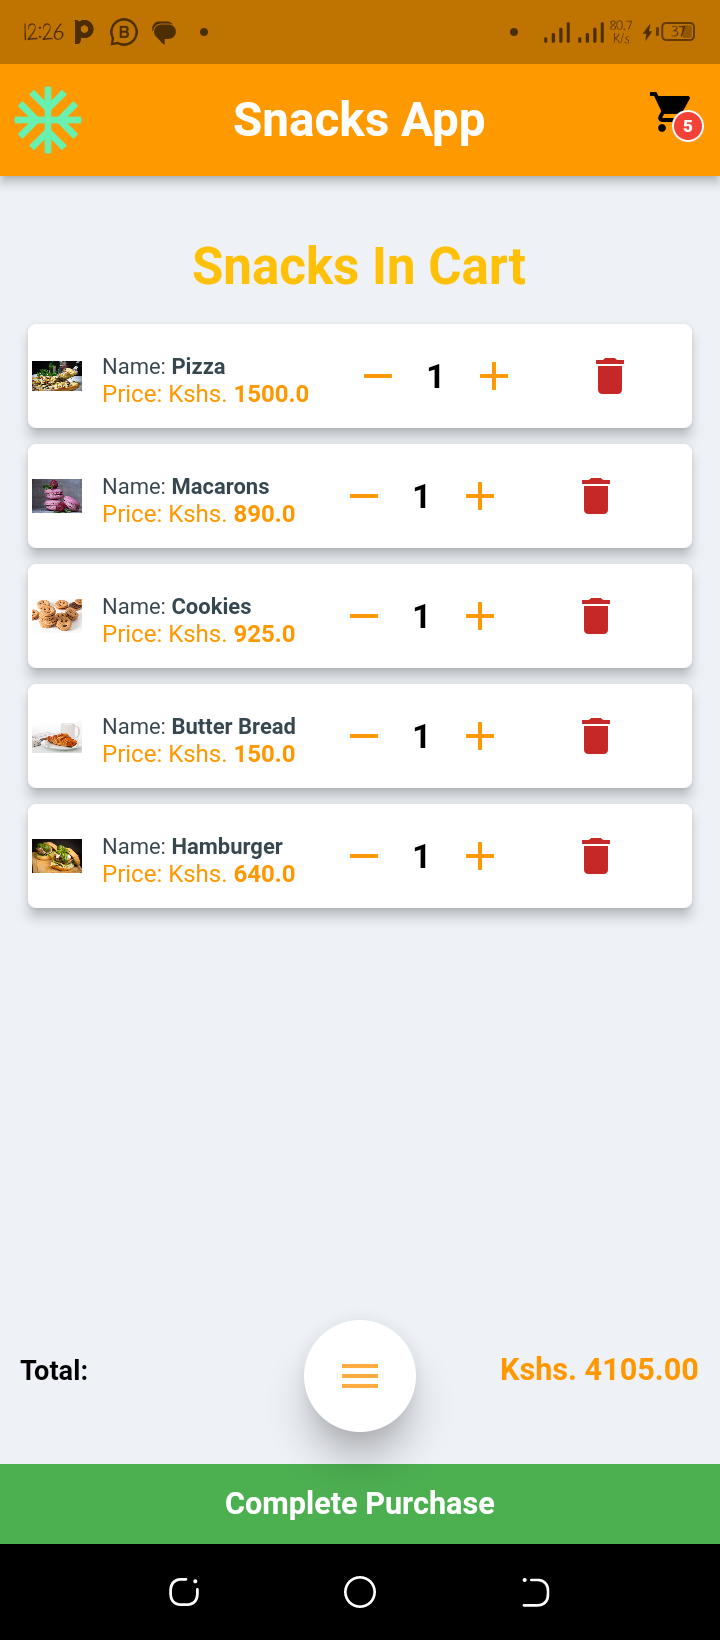 12:26
80.7
K/s
37
Snacks App
5
Snacks In Cart
Name: Pizza
Price: Kshs. 1500.0
1
Name: Macarons
Price: Kshs. 890.0
1
Name: Cookies
Price: Kshs. 925.0
1
Name: Butter Bread
Price: Kshs. 150.0
1
Name: Hamburger
Price: Kshs. 640.0
1
Total:
Kshs. 4105.00
Complete Purchase